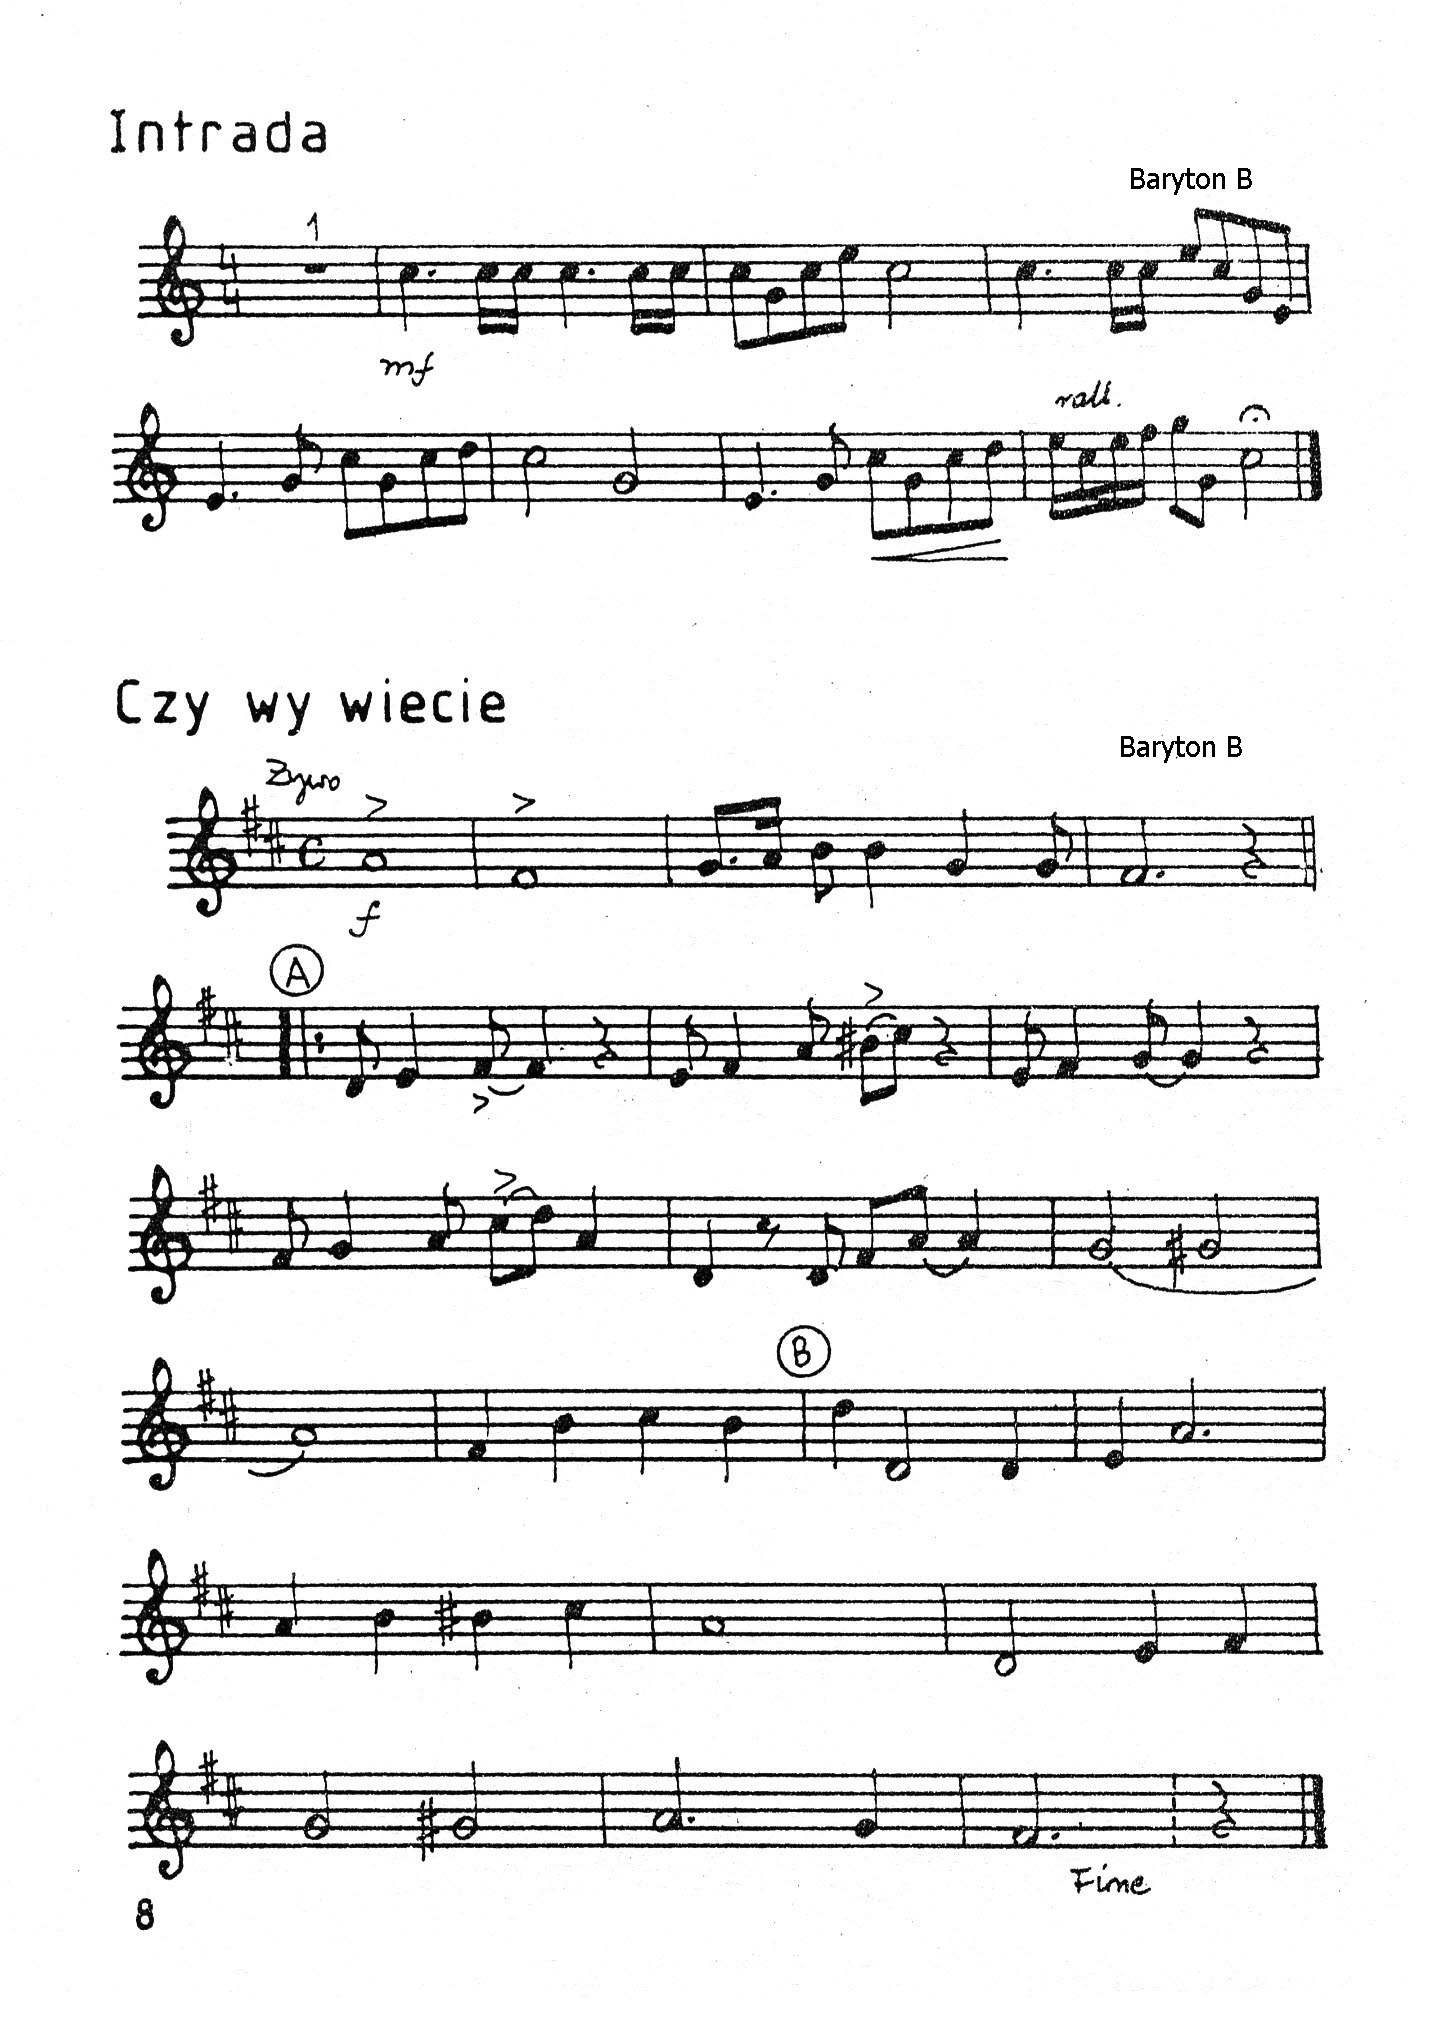 Intrada
Baryton B
1
mf
rall.
Czy wy wiecie
Baryton B
Żywo
f
A
B
Fine
8